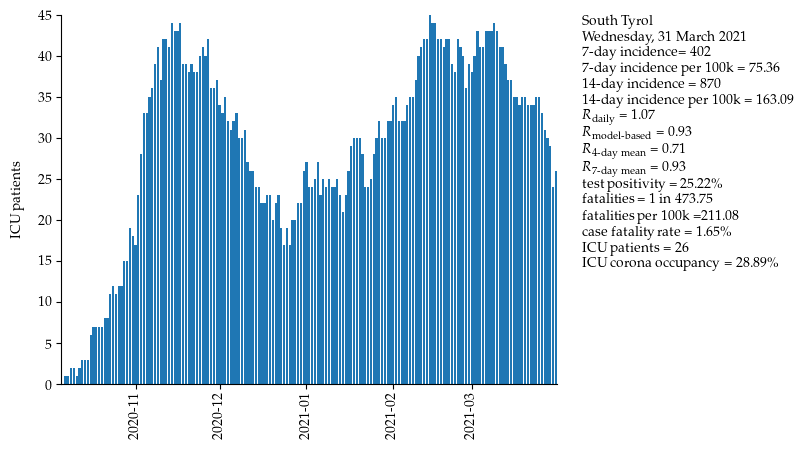 South Tyrol
Wednesday, 31 March 2021
7-day incidence= 402
7-day incidence per 100k = 75.36
14-day incidence = 870
14-day incidence per 100k = 163.09
R daily = 1.07
R model-based = 0.93
R 4-day mean = 0.71
R 7-day mean = 0.93
test positivity = 25.22%
fatalities = 1 in 473.75
fatalities per 100k =211.08
case fatality rate = 1.65%
ICU patients = 26
ICU corona occupancy = 28.89%
ICU patients
45
40
35
30
25
20
15
10
5
0
2020-11
2020-12
2021-01
2021-02
2021-03